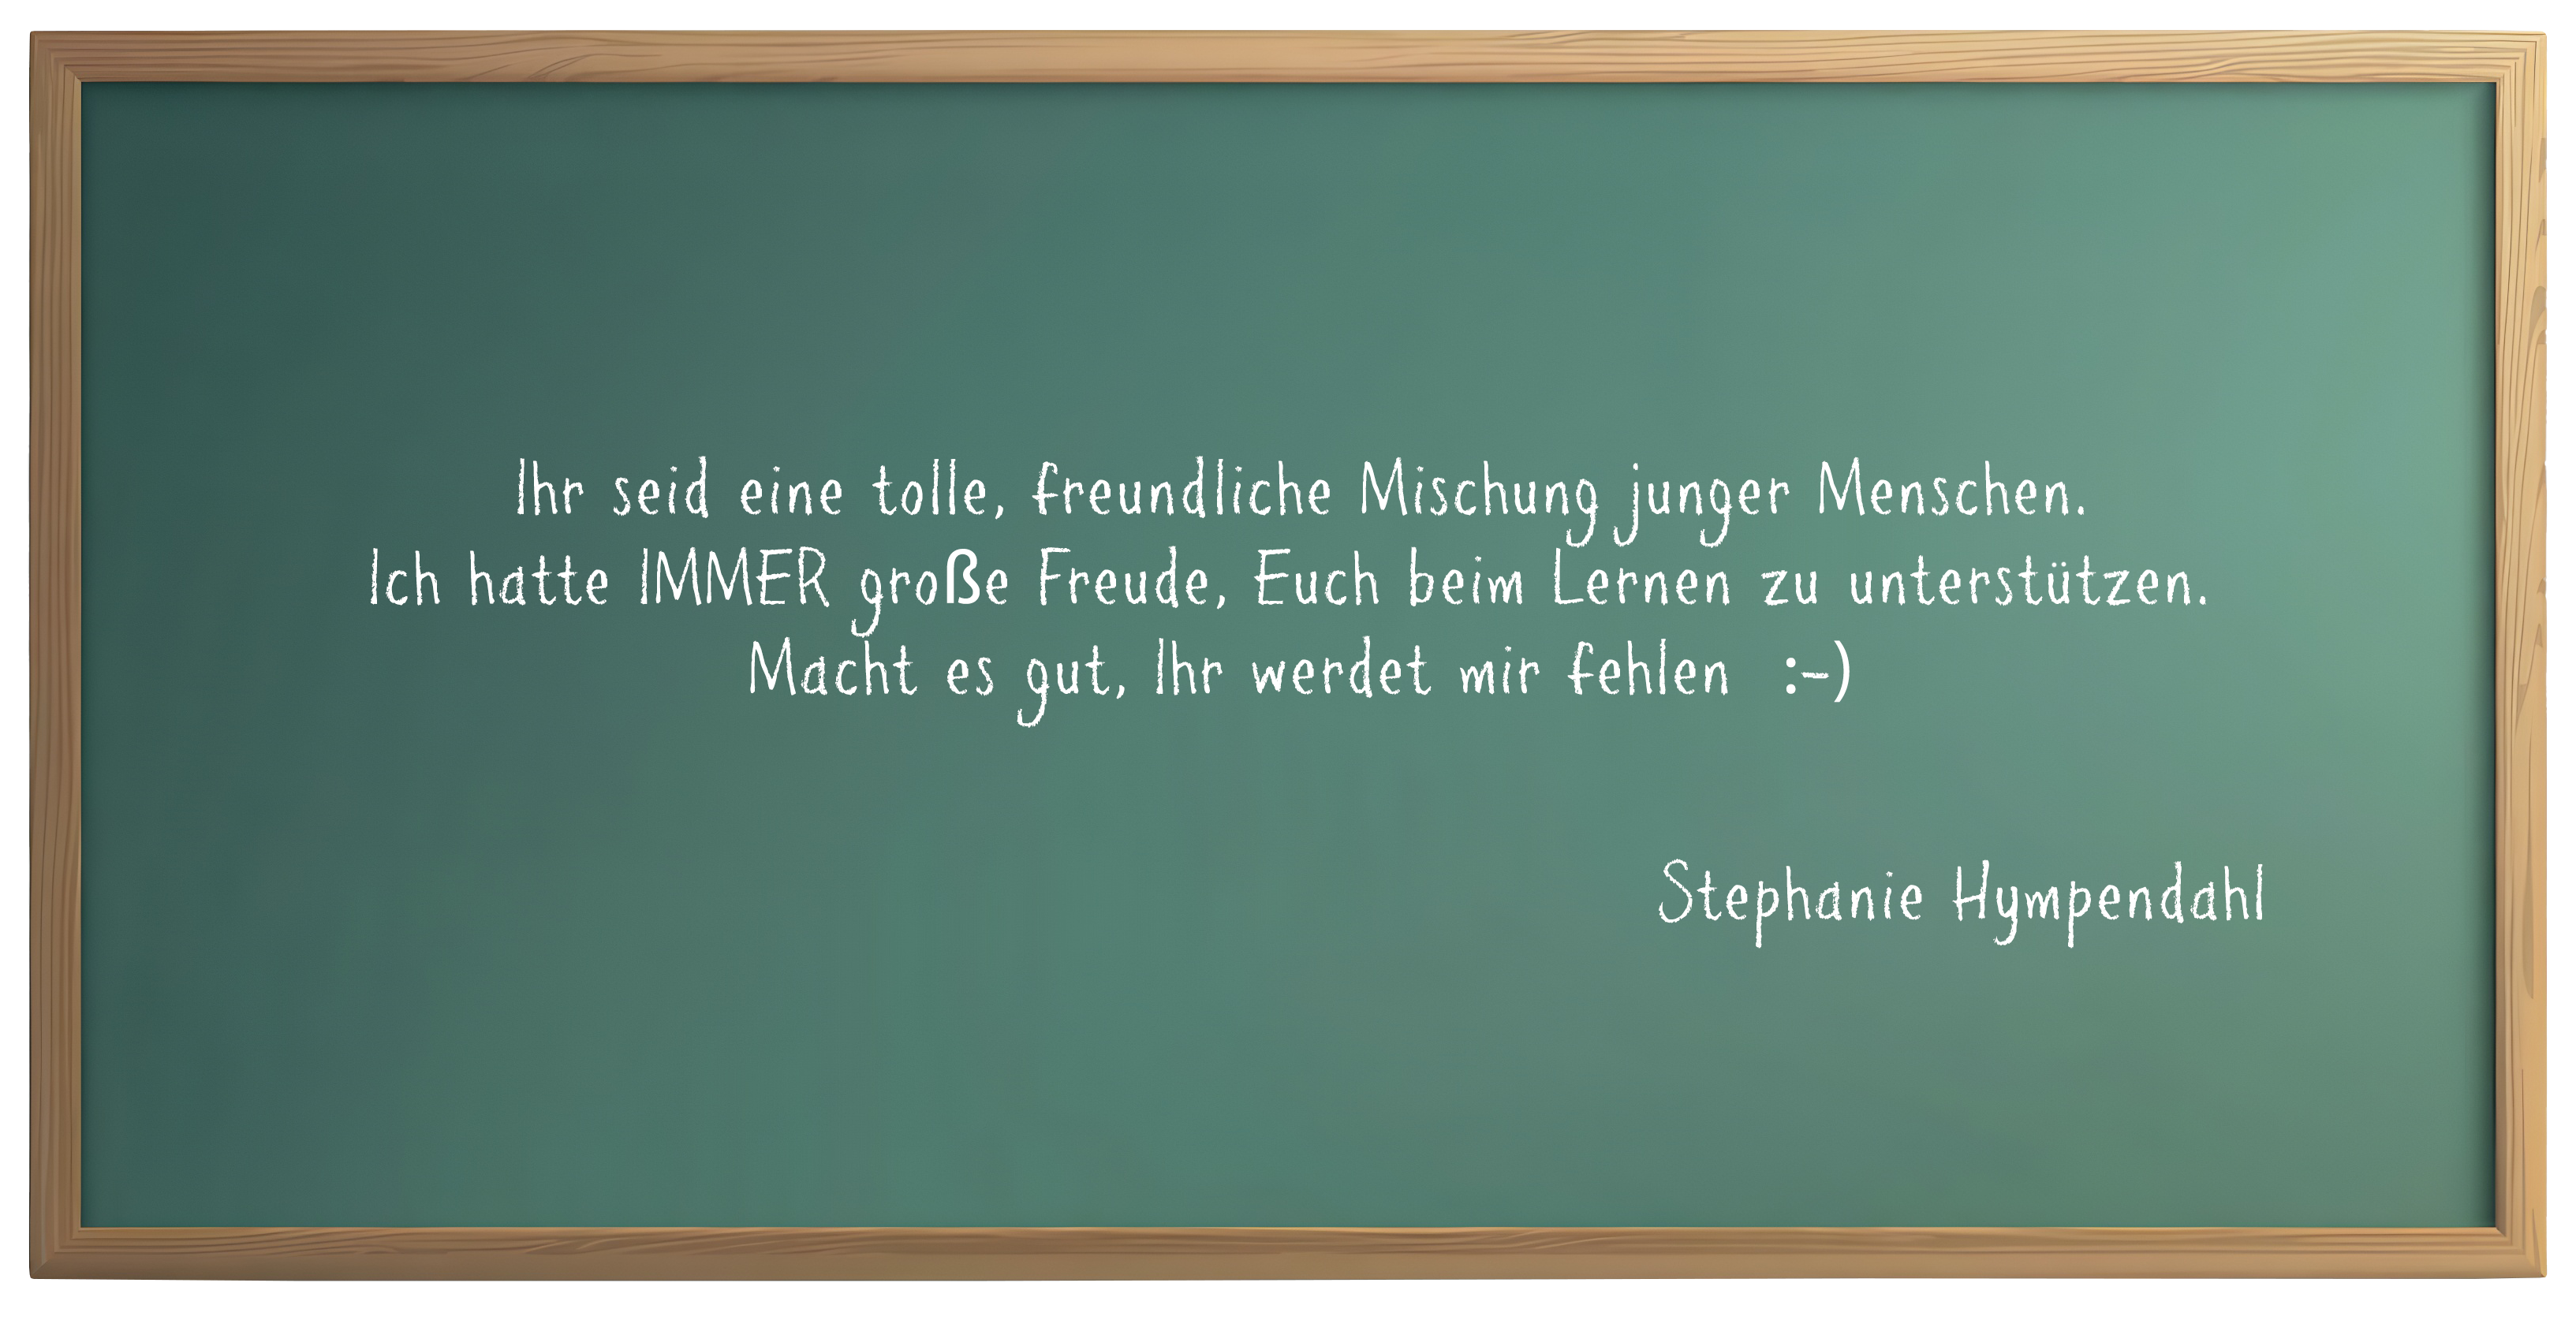 Ihr seid eine tolle, freundliche Mischung junger Menschen.
Ich hatte IMMER große Freude, Euch beim Lernen zu unterstützen.
Macht es gut, Ihr werdet mir fehlen :-)
Stephanie Hympendahl